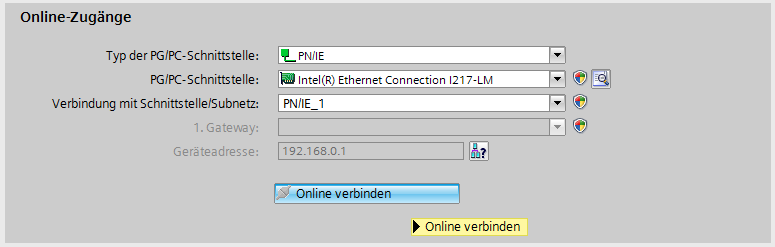 Online-Zugänge
Typ der PG/PC-Schnittstelle: PN/IE
PG/PC-Schnittstelle: Intel(R) Ethernet Connection I217-LM
Verbindung mit Schnittstelle/Subnetz: PN/IE_1
1. Gateway:
Geräteadresse: 192.168.0.1
Online verbinden
Online verbinden